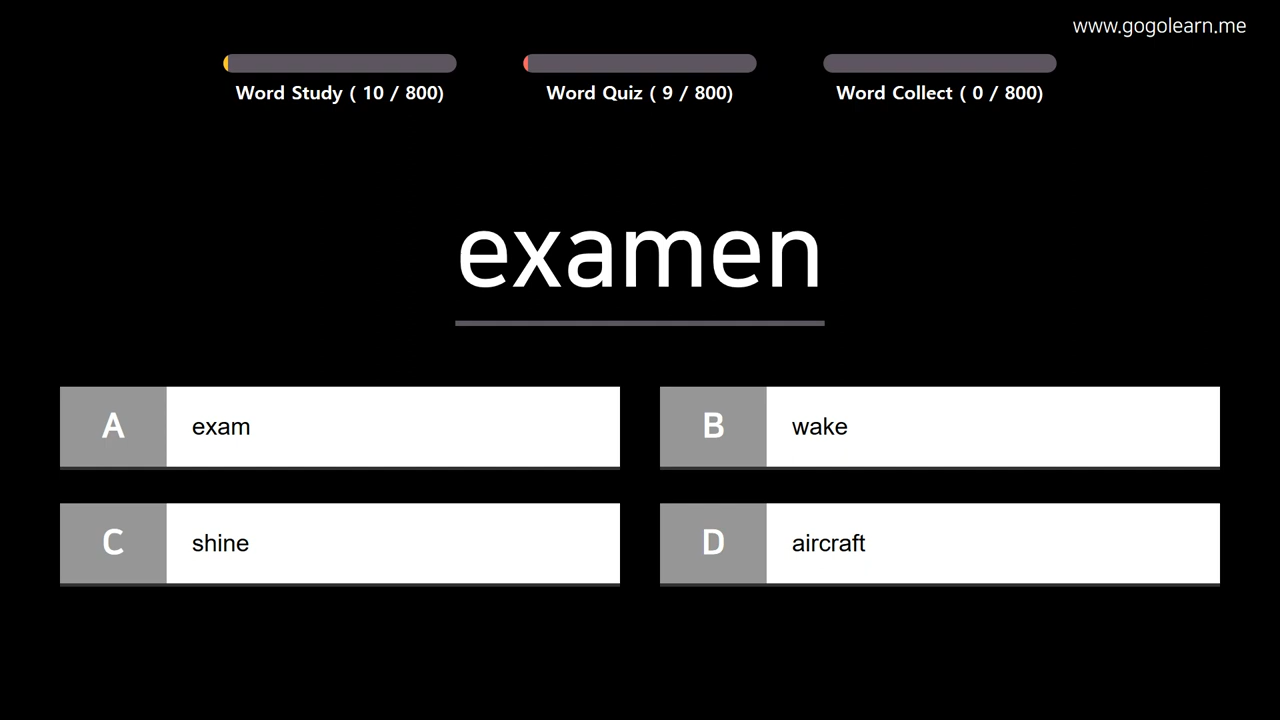 www.gogolearn.me
Word Study ( 10 / 800)
Word Quiz ( 9 / 800)
Word Collect ( 0 / 800)
examen
A exam
B wake
C shine
D aircraft